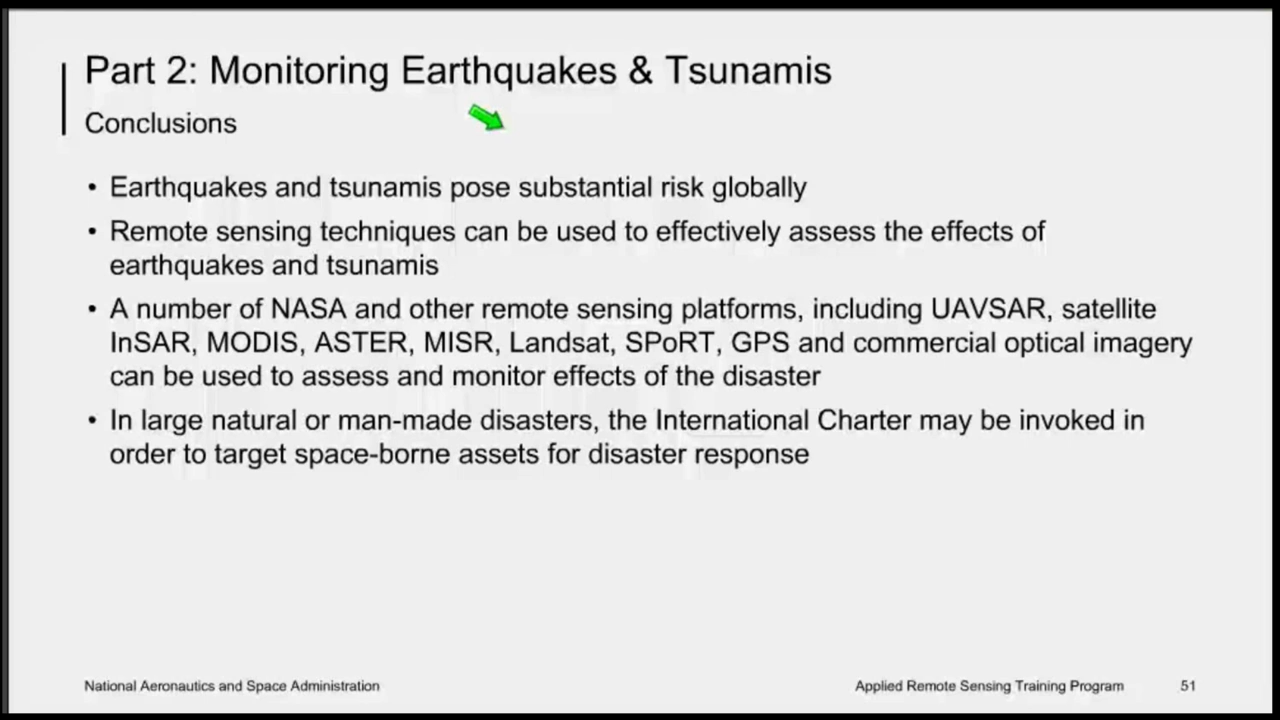 Part 2: Monitoring Earthquakes & Tsunamis
Conclusions
• Earthquakes and tsunamis pose substantial risk globally
• Remote sensing techniques can be used to effectively assess the effects of
earthquakes and tsunamis
• A number of NASA and other remote sensing platforms, including UAVSAR, satellite
InSAR, MODIS, ASTER, MISR, Landsat, SPoRT, GPS and commercial optical imagery
can be used to assess and monitor effects of the disaster
• In large natural or man-made disasters, the International Charter may be invoked in
order to target space-borne assets for disaster response
National Aeronautics and Space Administration
Applied Remote Sensing Training Program
51